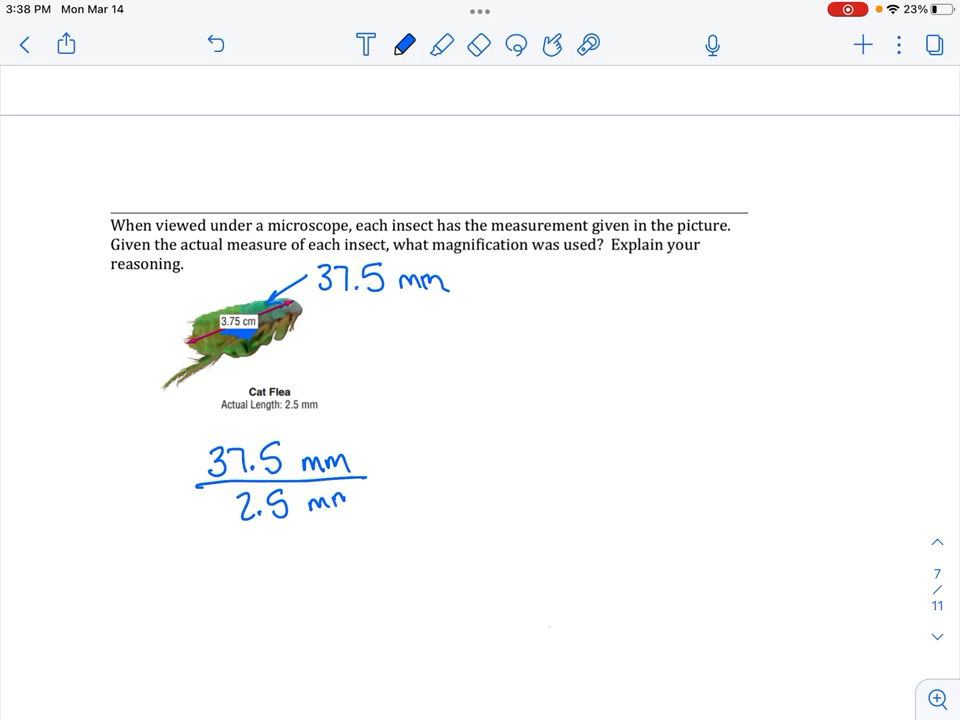 3:38 PM Mon Mar 14
23%
T
When viewed under a microscope, each insect has the measurement given in the picture.
Given the actual measure of each insect, what magnification was used? Explain your
reasoning.
37.5 mm
3.75 cm
Cat Flea
Actual Length: 2.5 mm
37.5 mm
2.5 mm
7
/
11